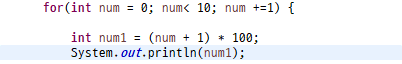 for(int num = 0; num< 10; num +=1) {
int num1 = (num + 1) * 100;
System.out.println(num1);